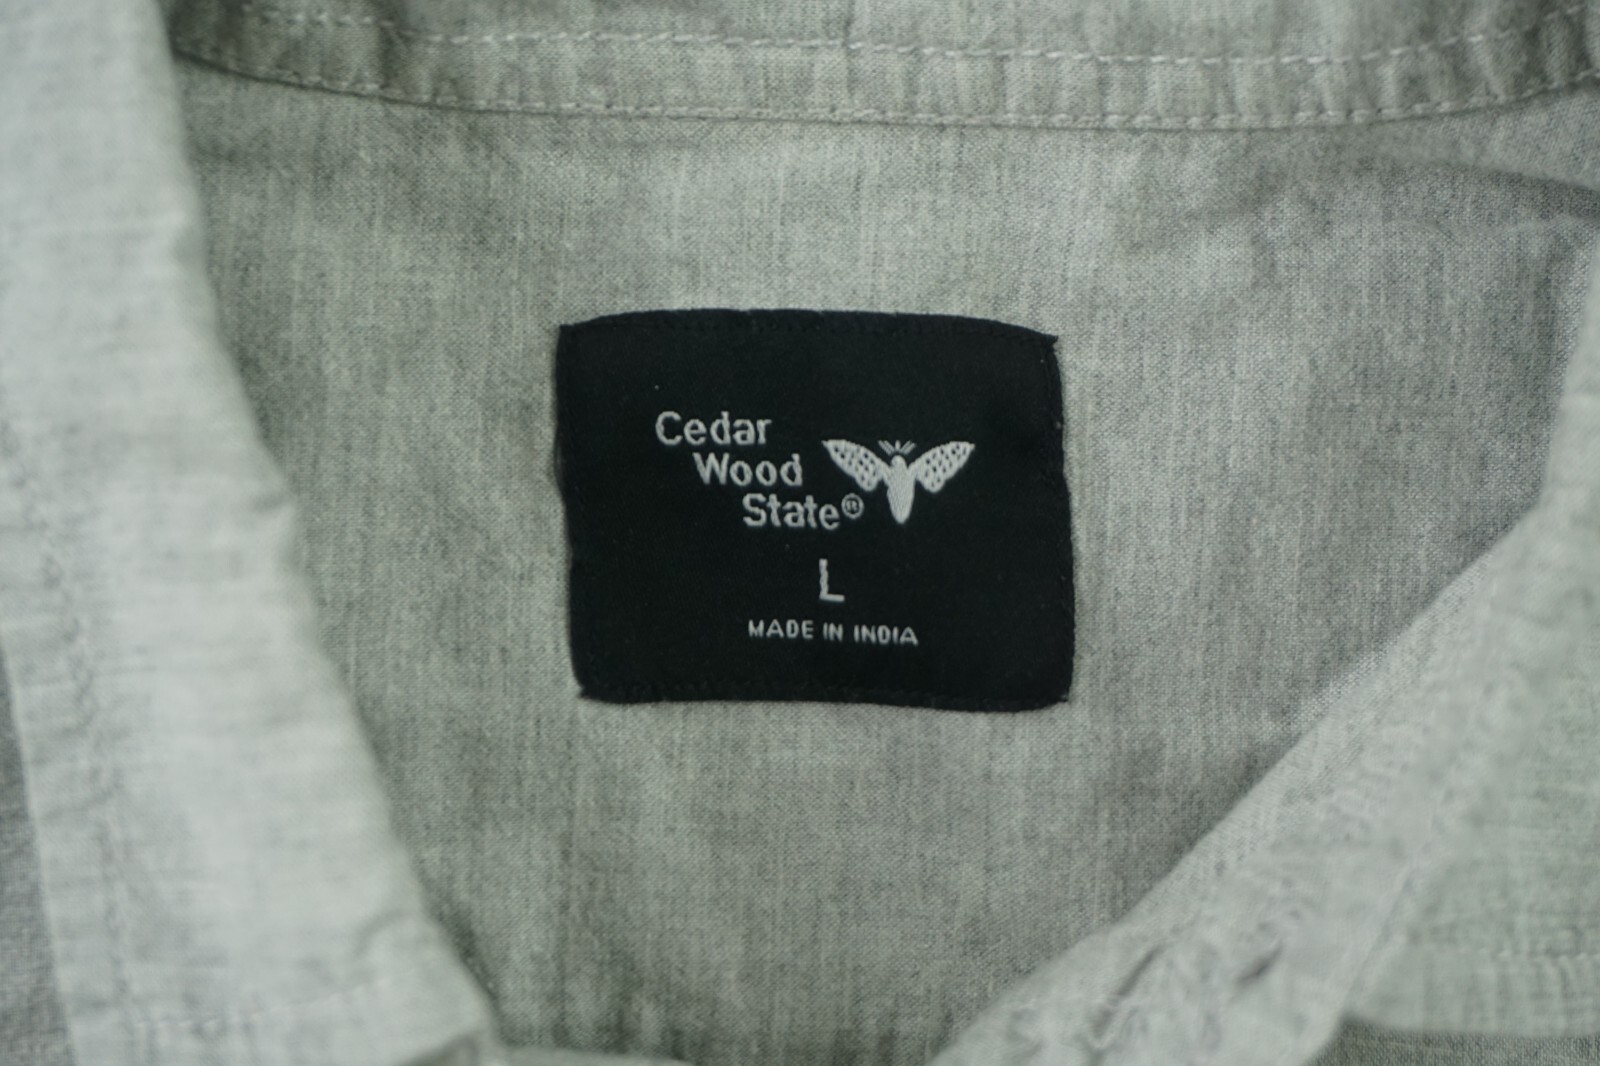 Cedar
Wood
State®
L
MADE IN INDIA